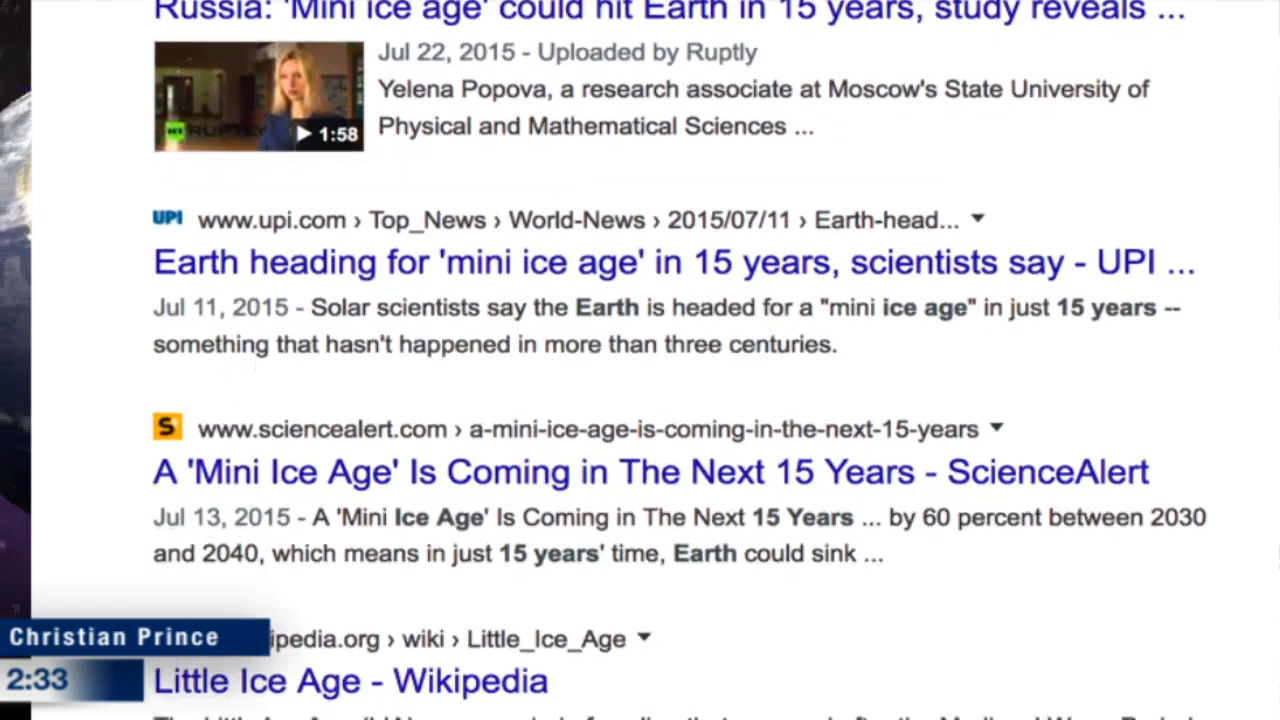 Russia: 'Mini ice age' could hit Earth in 15 years, study reveals ...
Jul 22, 2015 - Uploaded by Ruptly
Yelena Popova, a research associate at Moscow's State University of
Physical and Mathematical Sciences ...
RT RUPTLY 1:58
UPI www.upi.com › Top_News › World-News › 2015/07/11 › Earth-head...
Earth heading for 'mini ice age' in 15 years, scientists say - UPI ...
Jul 11, 2015 - Solar scientists say the Earth is headed for a "mini ice age" in just 15 years --
something that hasn't happened in more than three centuries.
S www.sciencealert.com › a-mini-ice-age-is-coming-in-the-next-15-years
A 'Mini Ice Age' Is Coming in The Next 15 Years - ScienceAlert
Jul 13, 2015 - A 'Mini Ice Age' Is Coming in The Next 15 Years ... by 60 percent between 2030
and 2040, which means in just 15 years' time, Earth could sink ...
Christian Prince
ipedia.org › wiki › Little_Ice_Age
2:33
Little Ice Age - Wikipedia